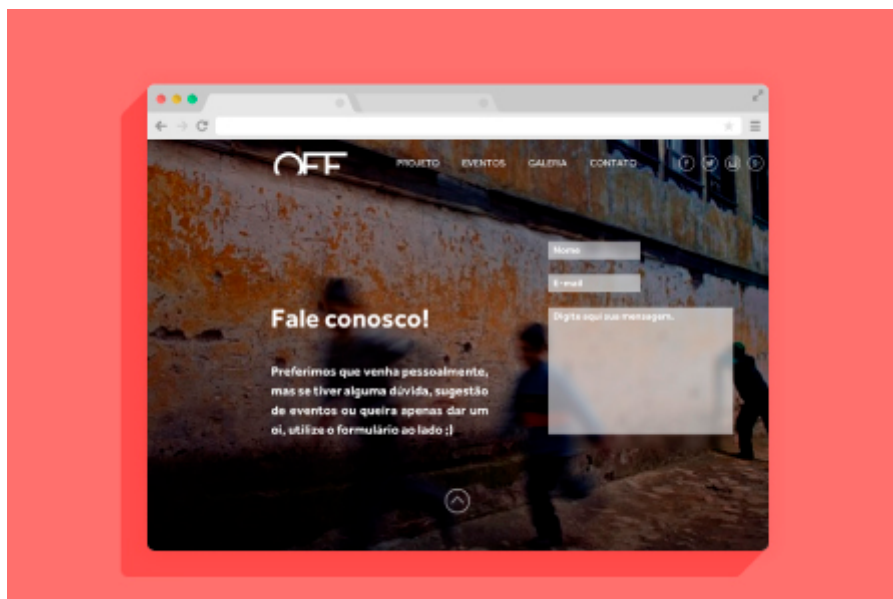 OFF
PROJETO EVENTOS GALERIA CONTATO
Nome
E-mail
Digite aqui sua mensagem.
Fale conosco!
Preferimos que venha pessoalmente,
mas se tiver alguma dúvida, sugestão
de eventos ou queira apenas dar um
oi, utilize o formulário ao lado ;)